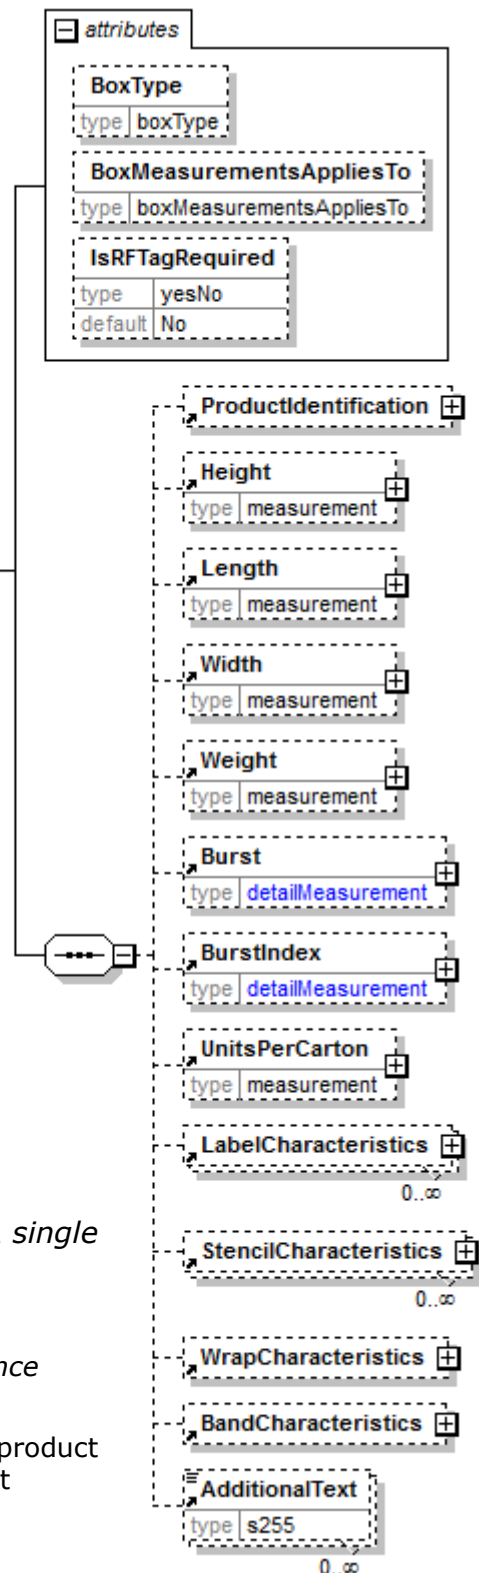 attributes
BoxType
type boxType
BoxMeasurementsAppliesTo
type boxMeasurementsAppliesTo
IsRFTagRequired
type yesNo
default No
ProductIdentification
Height
type measurement
Length
type measurement
Width
type measurement
Weight
type measurement
Burst
type detailMeasurement
BurstIndex
type detailMeasurement
UnitsPerCarton
type measurement
LabelCharacteristics
0..∞
single
StencilCharacteristics
0..∞
nce
WrapCharacteristics
BandCharacteristics
product
t
AdditionalText
type s255
0..∞